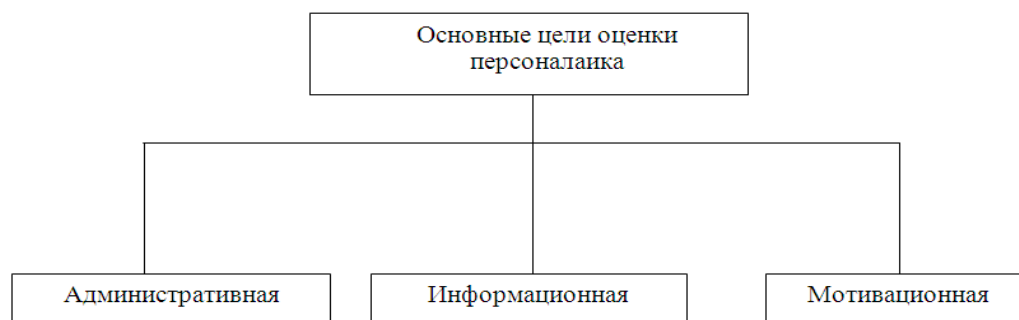 Основные цели оценки
персоналаика
Административная
Информационная
Мотивационная